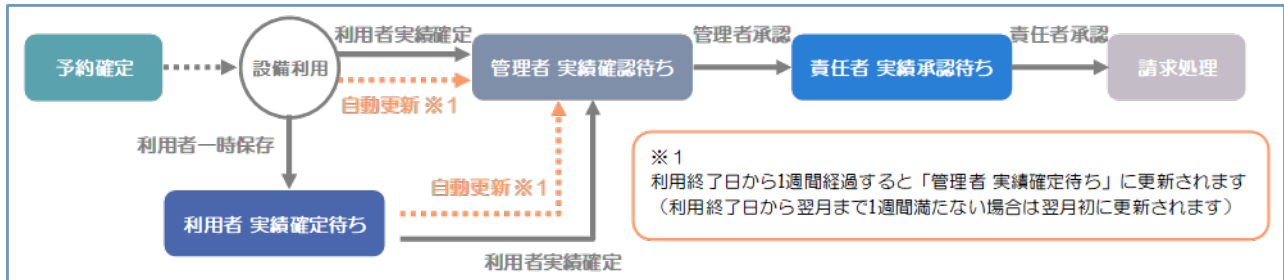 利用者実績確定
管理者承認
責任者承認
予約確定
設備利用
管理者 実績確認待ち
責任者 実績承認待ち
請求処理
自動更新※1
利用者一時保存
※1
利用終了日から1週間経過すると「管理者 実績確定待ち」に更新されます
（利用終了日から翌月まで1週間満たない場合は翌月初に更新されます）
自動更新※1
利用者 実績確定待ち
利用者実績確定